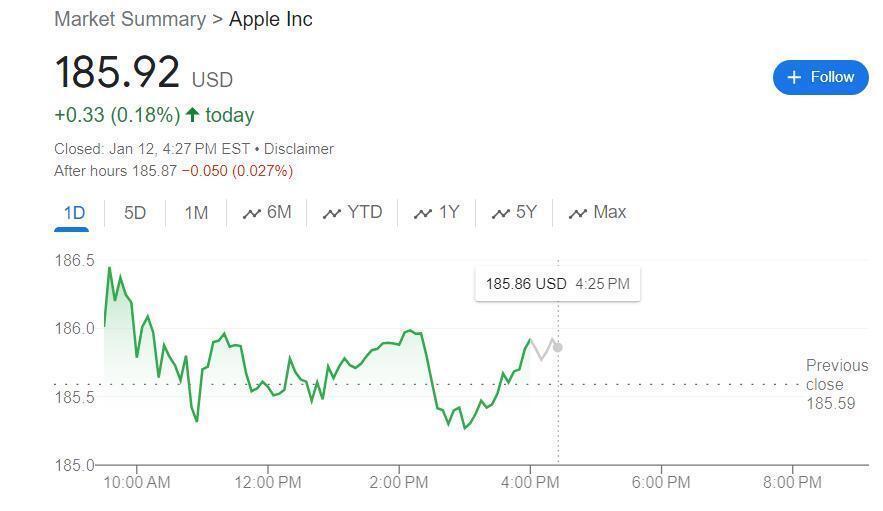 Market Summary > Apple Inc
185.92 USD
+ Follow
+0.33 (0.18%) ↑ today
Closed: Jan 12, 4:27 PM EST • Disclaimer
After hours 185.87 −0.050 (0.027%)
1D 5D 1M 6M YTD 1Y 5Y Max
186.5
185.86 USD 4:25 PM
186.0
Previous
close
185.59
185.5
185.0
10:00 AM 12:00 PM 2:00 PM 4:00 PM 6:00 PM 8:00 PM